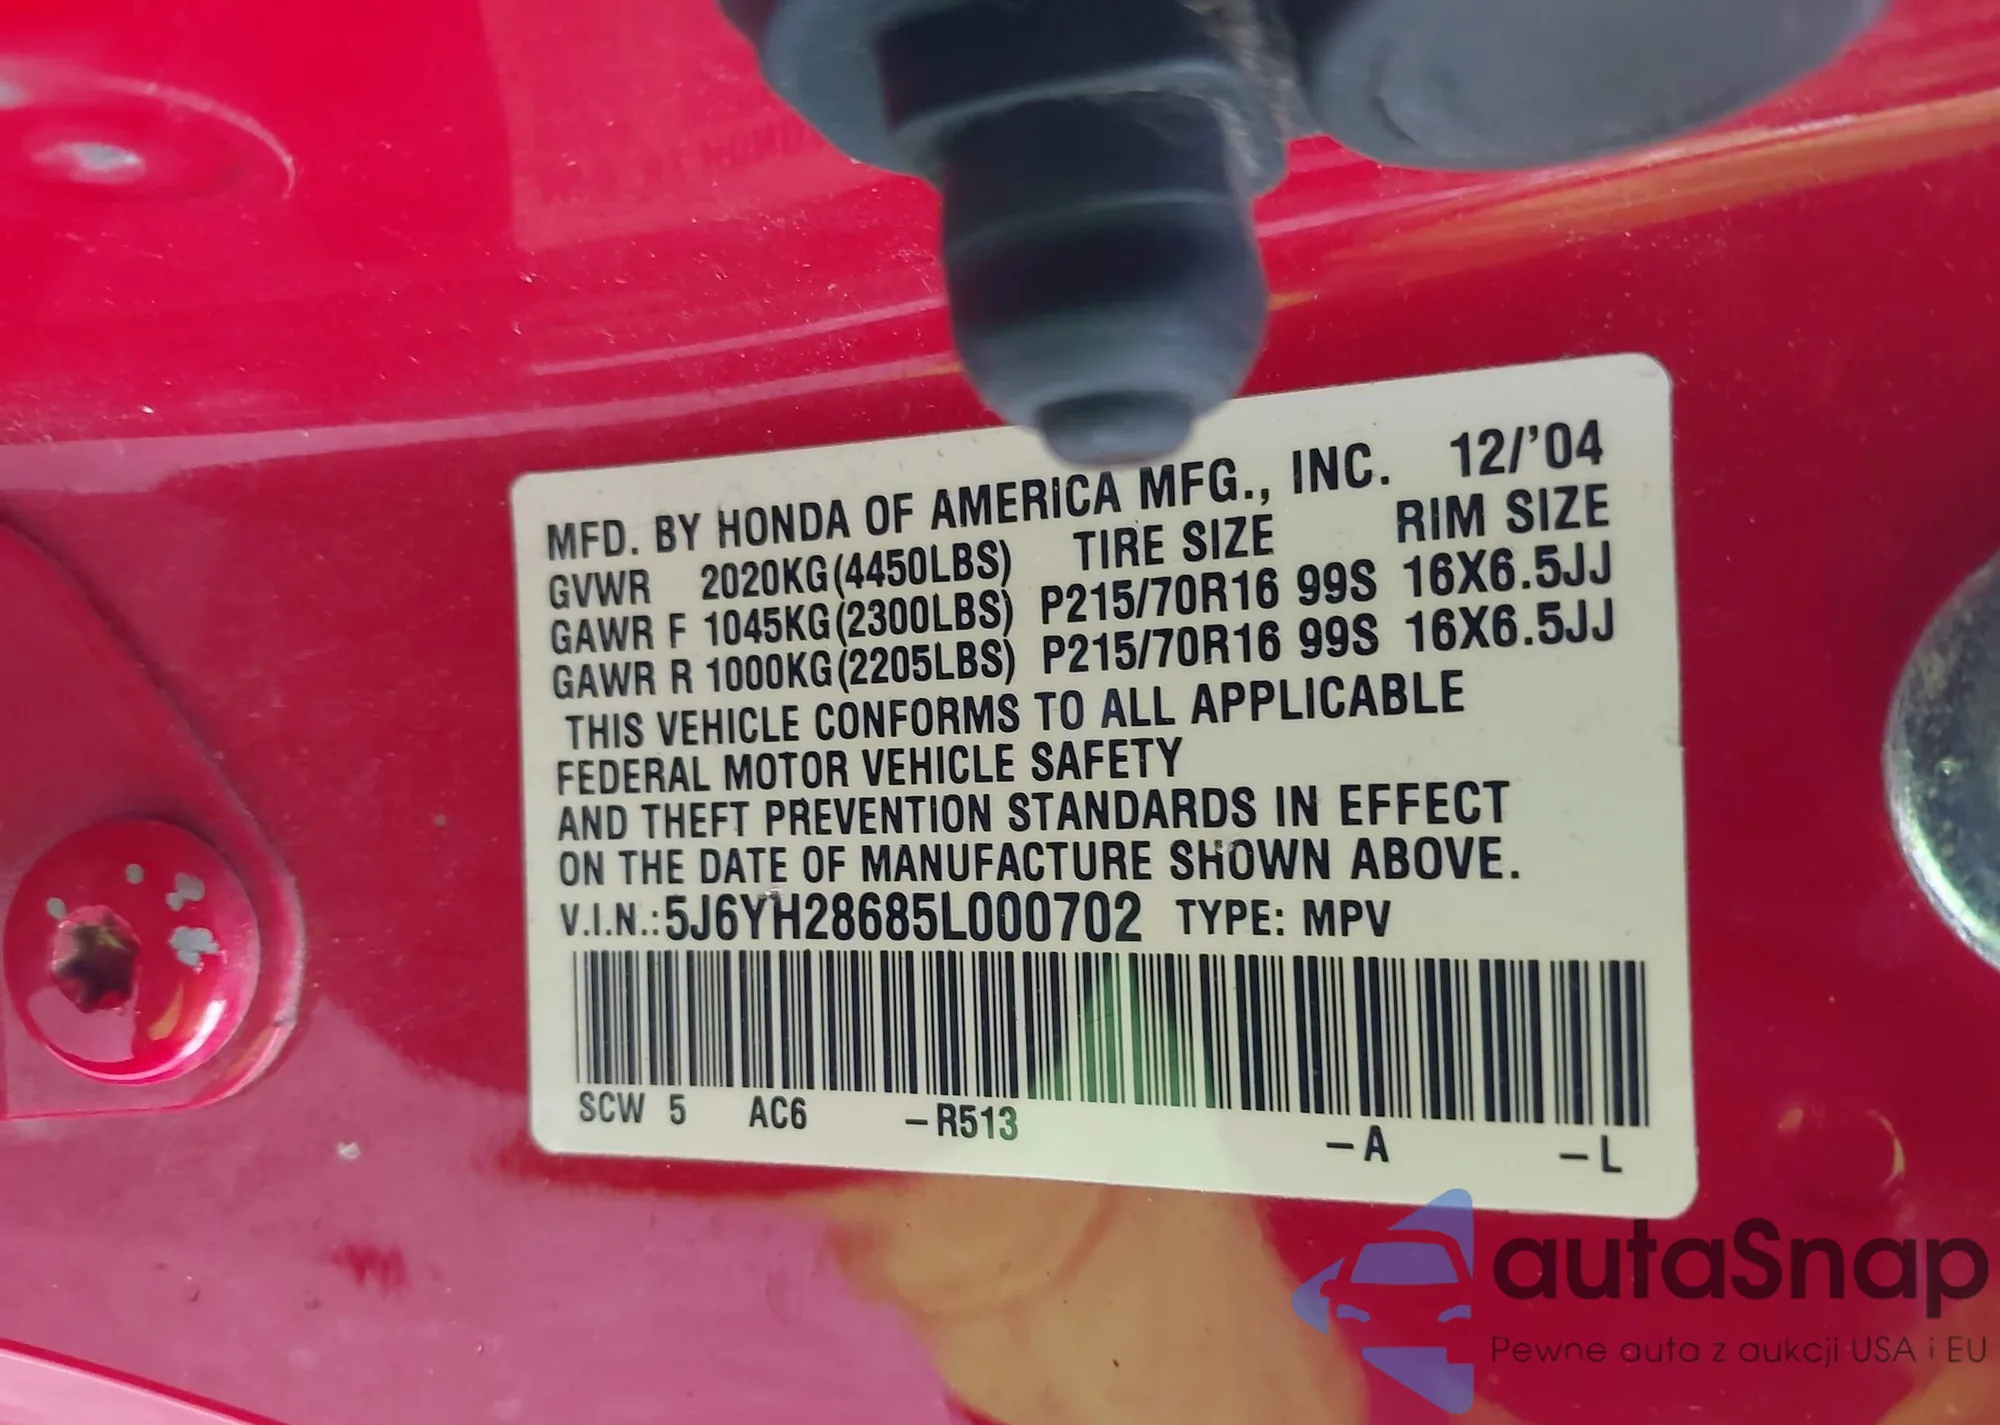 MFD. BY HONDA OF AMERICA MFG., INC. 12/'04
GVWR 2020KG(4450LBS) TIRE SIZE RIM SIZE
GAWR F 1045KG(2300LBS) P215/70R16 99S 16X6.5JJ
GAWR R 1000KG(2205LBS) P215/70R16 99S 16X6.5JJ
THIS VEHICLE CONFORMS TO ALL APPLICABLE
FEDERAL MOTOR VEHICLE SAFETY
AND THEFT PREVENTION STANDARDS IN EFFECT
ON THE DATE OF MANUFACTURE SHOWN ABOVE.
V.I.N.:5J6YH28685L000702 TYPE: MPV
SCW 5 AC6 –R513 –A –L
autaSnap
Pewne auta z aukcji USA i EU